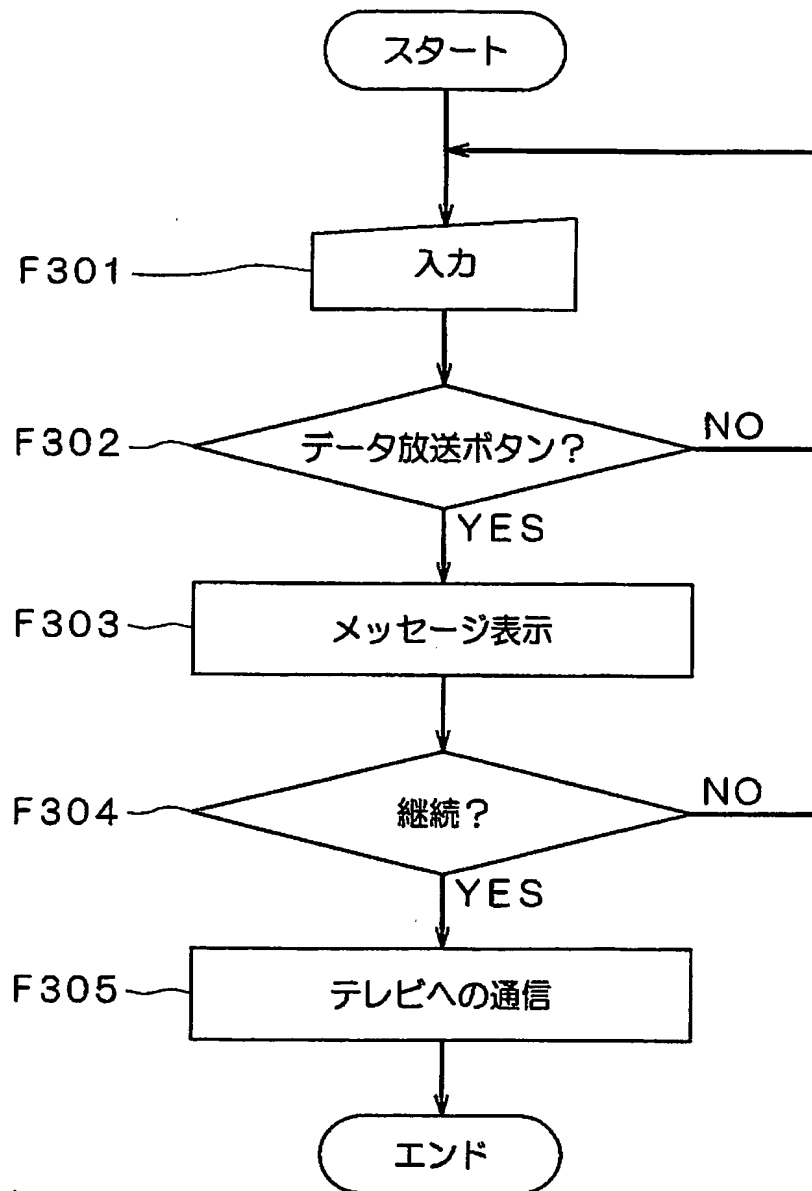 スタート
F301
入力
F302
データ放送ボタン?
NO
YES
F303
メッセージ表示
F304
継続?
NO
YES
F305
テレビへの通信
エンド